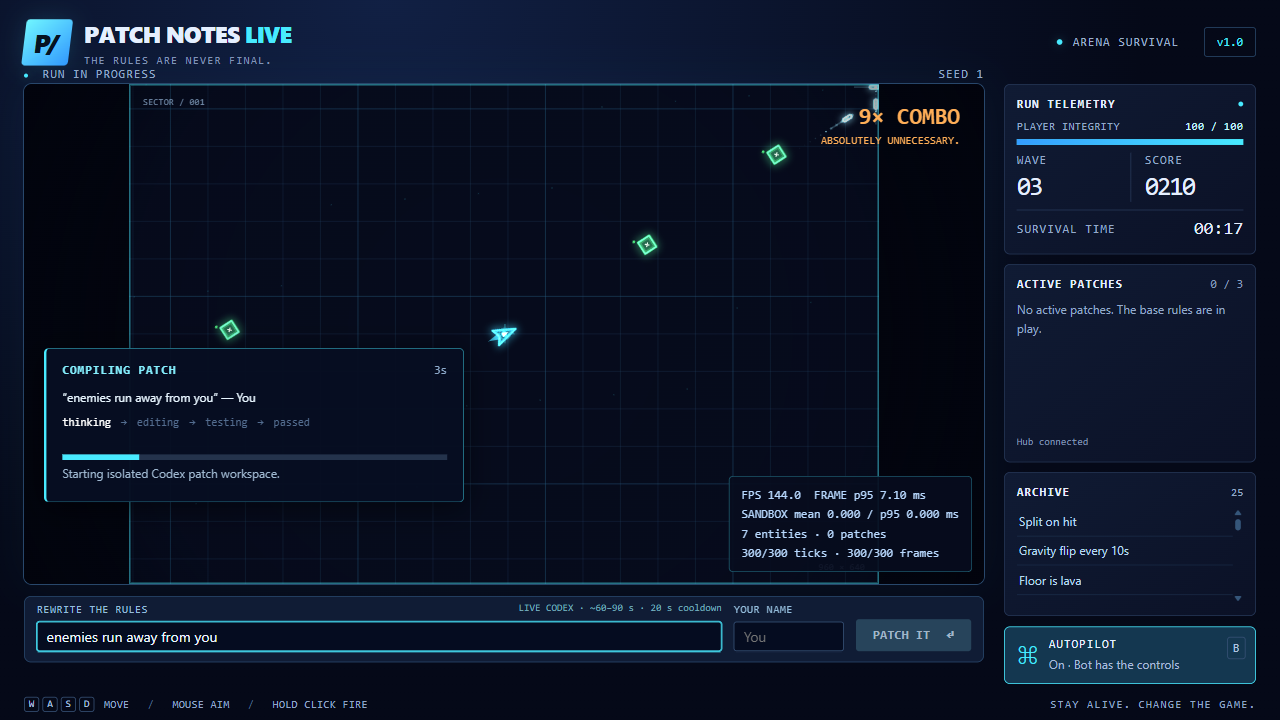 P/
PATCH NOTES LIVE
THE RULES ARE NEVER FINAL.
ARENA SURVIVAL
v1.0
RUN IN PROGRESS
SEED 1
SECTOR / 001
9× COMBO
ABSOLUTELY UNNECESSARY.
COMPILING PATCH
3s
“enemies run away from you” — You
thinking → editing → testing → passed
Starting isolated Codex patch workspace.
FPS 144.0 FRAME p95 7.10 ms
SANDBOX mean 0.000 / p95 0.000 ms
7 entities · 0 patches
300/300 ticks · 300/300 frames
RUN TELEMETRY
PLAYER INTEGRITY
100 / 100
WAVE
SCORE
03
0210
SURVIVAL TIME
00:17
ACTIVE PATCHES
0 / 3
No active patches. The base rules are in
play.
Hub connected
ARCHIVE
25
Split on hit
Gravity flip every 10s
Floor is lava
REWRITE THE RULES
LIVE CODEX · ~60–90 s · 20 s cooldown
YOUR NAME
enemies run away from you
You
PATCH IT
AUTOPILOT
On · Bot has the controls
B
W A S D MOVE / MOUSE AIM / HOLD CLICK FIRE
STAY ALIVE. CHANGE THE GAME.